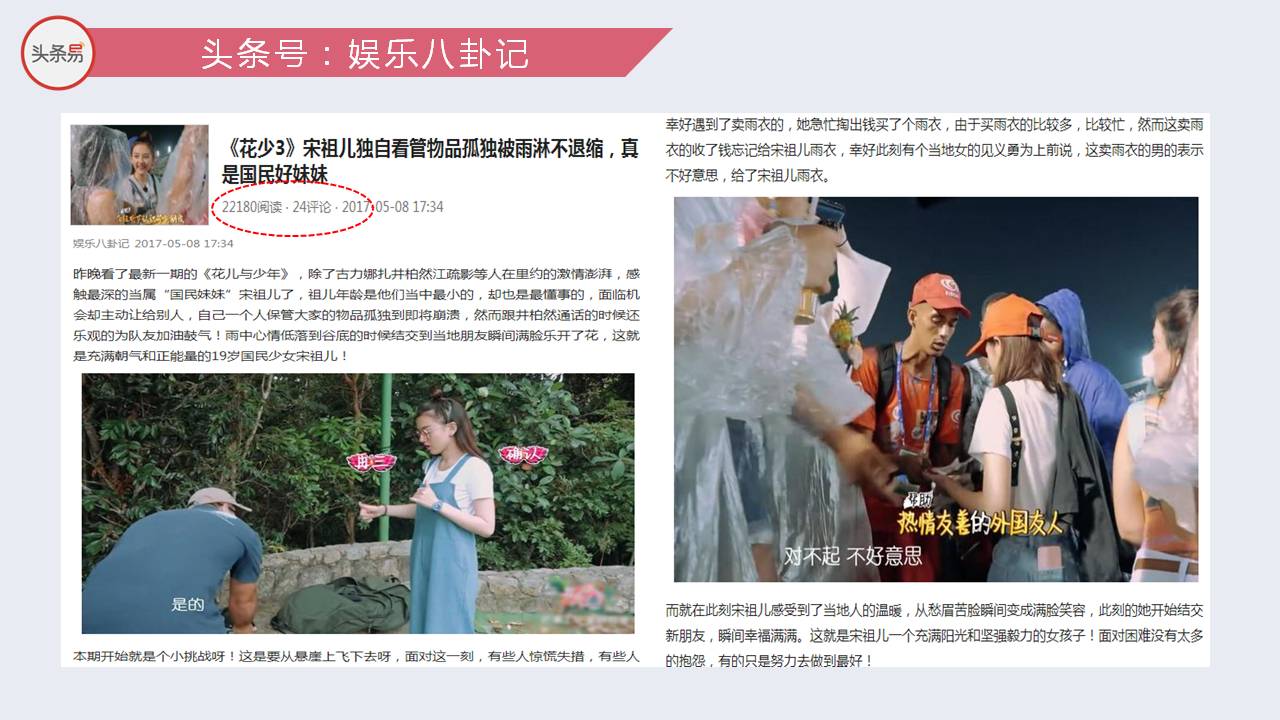 头条易
头条号：娱乐八卦记
《花少3》宋祖儿独自看管物品孤独被雨淋不退缩，真
是国民好妹妹
22180阅读 · 24评论 · 2017-05-08 17:34
娱乐八卦记 2017-05-08 17:34
昨晚看了最新一期的《花儿与少年》，除了古力娜扎井柏然江疏影等人在里约的激情澎湃，感
触最深的当属“国民妹妹”宋祖儿了，祖儿年龄是他们当中最小的，却也是最懂事的，面临机
会却主动让给别人，自己一个人保管大家的物品孤独到即将崩溃，然而跟井柏然通话的时候还
乐观的为队友加油鼓气！雨中心情低落到谷底的时候结交到当地朋友瞬间满脸乐开了花，这就
是充满朝气和正能量的19岁国民少女宋祖儿！
再三
确认
是的
本期开始就是个小挑战呀！这是要从悬崖上飞下去呀，面对这一刻，有些人惊慌失措，有些人
幸好遇到了卖雨衣的，她急忙掏出钱买了个雨衣，由于买雨衣的比较多，比较忙，然而这卖雨
衣的收了钱忘记给宋祖儿雨衣，幸好此刻有个当地女的见义勇为上前说，这卖雨衣的男的表示
不好意思，给了宋祖儿雨衣。
帮助
热情友善的外国友人
对不起 不好意思
而就在此刻宋祖儿感受到了当地人的温暖，从愁眉苦脸瞬间变成满脸笑容，此刻的她开始结交
新朋友，瞬间幸福满满。这就是宋祖儿一个充满阳光和坚强毅力的女孩子！面对困难没有太多
的抱怨，有的只是努力去做到最好！